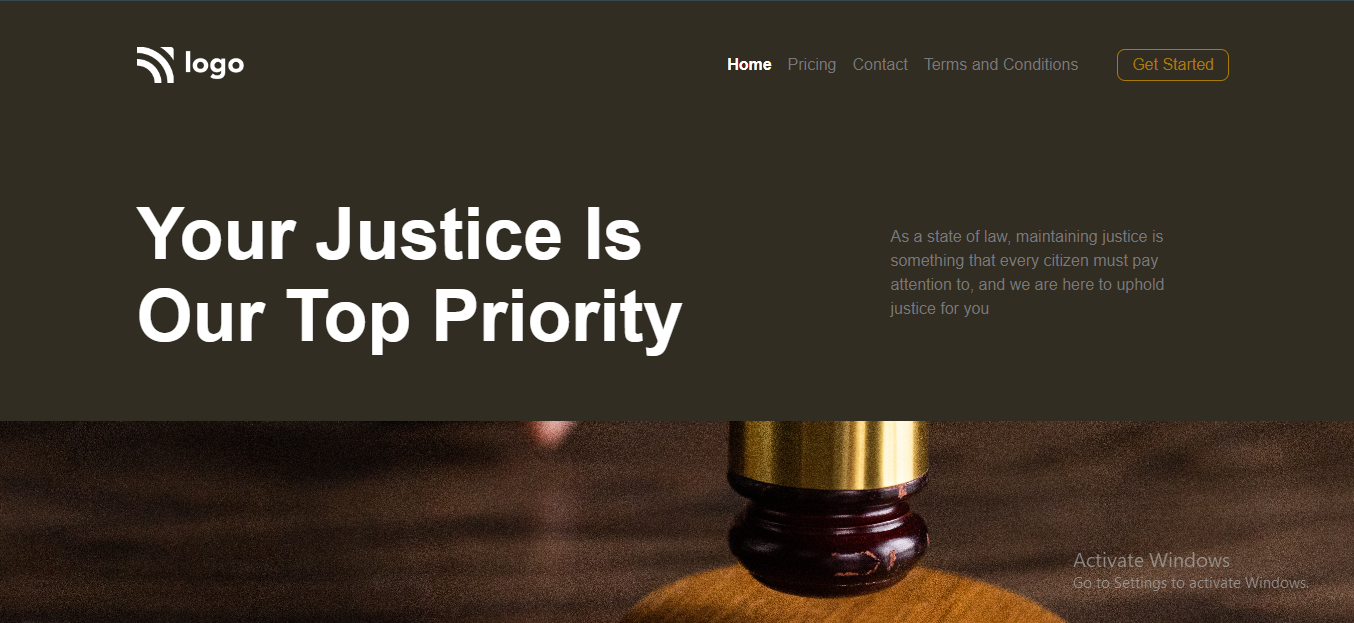 logo
Home Pricing Contact Terms and Conditions Get Started
Your Justice Is
Our Top Priority
As a state of law, maintaining justice is
something that every citizen must pay
attention to, and we are here to uphold
justice for you
Activate Windows
Go to Settings to activate Windows.